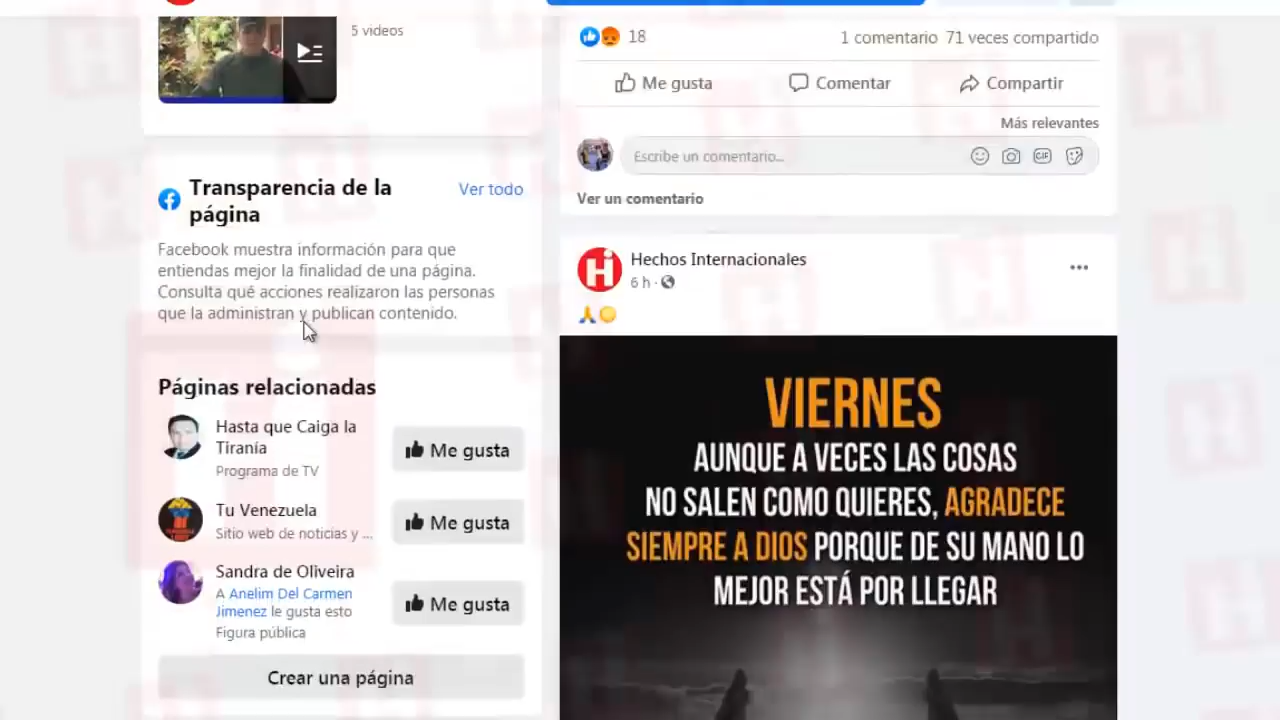 5 videos
Transparencia de la
página
Ver todo
Facebook muestra información para que
entiendas mejor la finalidad de una página.
Consulta qué acciones realizaron las personas
que la administran y publican contenido.
Páginas relacionadas
Hasta que Caiga la
Tiranía
Programa de TV
Me gusta
Tu Venezuela
Sitio web de noticias y ...
Me gusta
Sandra de Oliveira
A Anelim Del Carmen
Jimenez le gusta esto
Figura pública
Me gusta
Crear una página
18
1 comentario 71 veces compartido
Me gusta
Comentar
Compartir
Más relevantes
Escribe un comentario...
GIF
Ver un comentario
Hi
Hechos Internacionales
6 h ·
VIERNES
AUNQUE A VECES LAS COSAS
NO SALEN COMO QUIERES, AGRADECE
SIEMPRE A DIOS PORQUE DE SU MANO LO
MEJOR ESTÁ POR LLEGAR